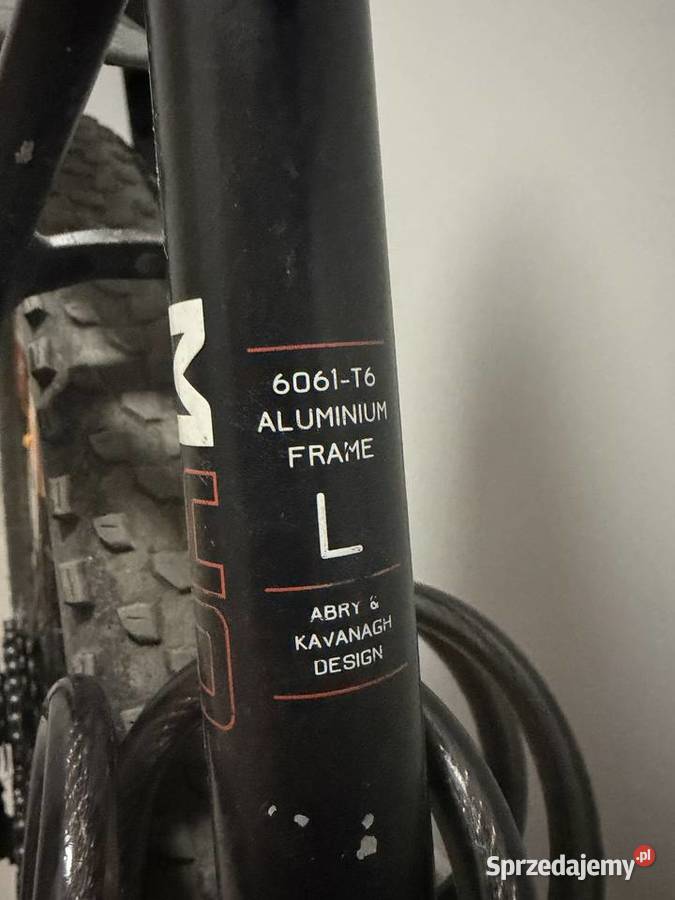 6061-T6
ALUMINIUM
FRAME
L
ABRY &
KAVANAGH
DESIGN
Sprzedajemy.pl